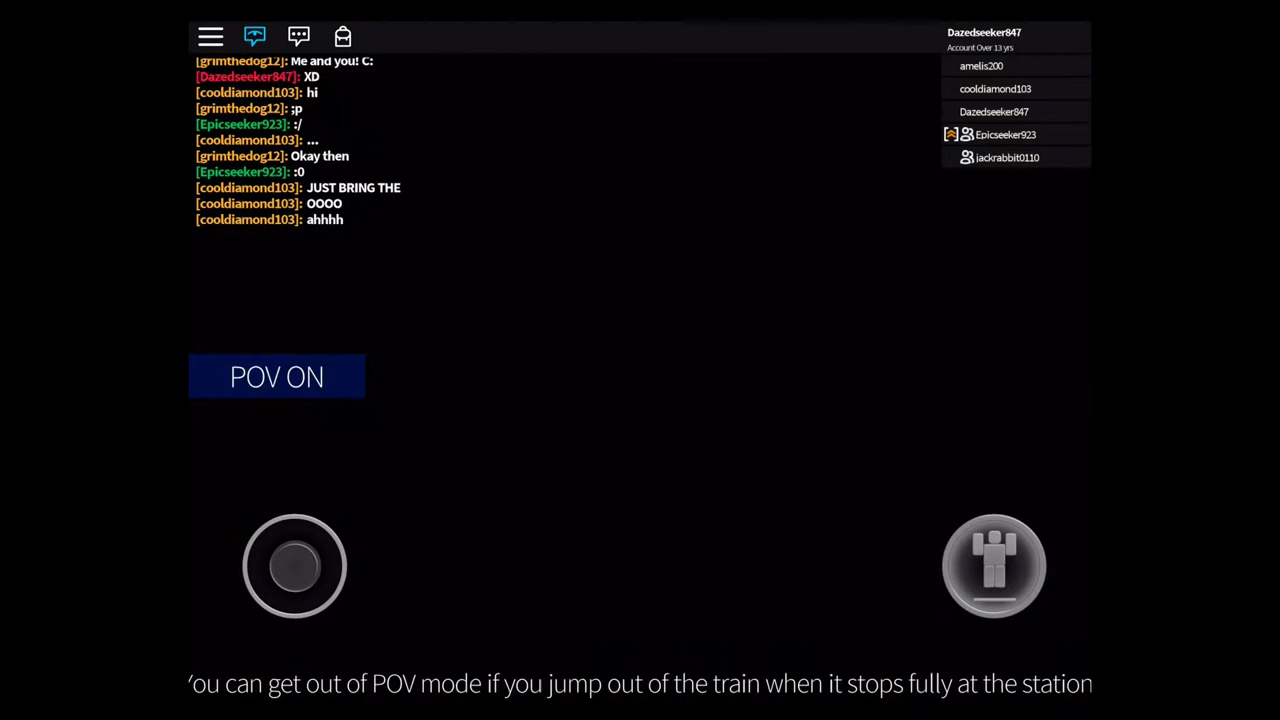 [grimthedog12]: Me and you! C:
[Dazedseeker847]: XD
[cooldiamond103]: hi
[grimthedog12]: ;p
[Epicseeker923]: :/
[cooldiamond103]: ...
[grimthedog12]: Okay then
[Epicseeker923]: :0
[cooldiamond103]: JUST BRING THE
[cooldiamond103]: OOOO
[cooldiamond103]: ahhhh
Dazedseeker847
Account Over 13 yrs
amelis200
cooldiamond103
Dazedseeker847
Epicseeker923
jackrabbit0110
POV ON
You can get out of POV mode if you jump out of the train when it stops fully at the station